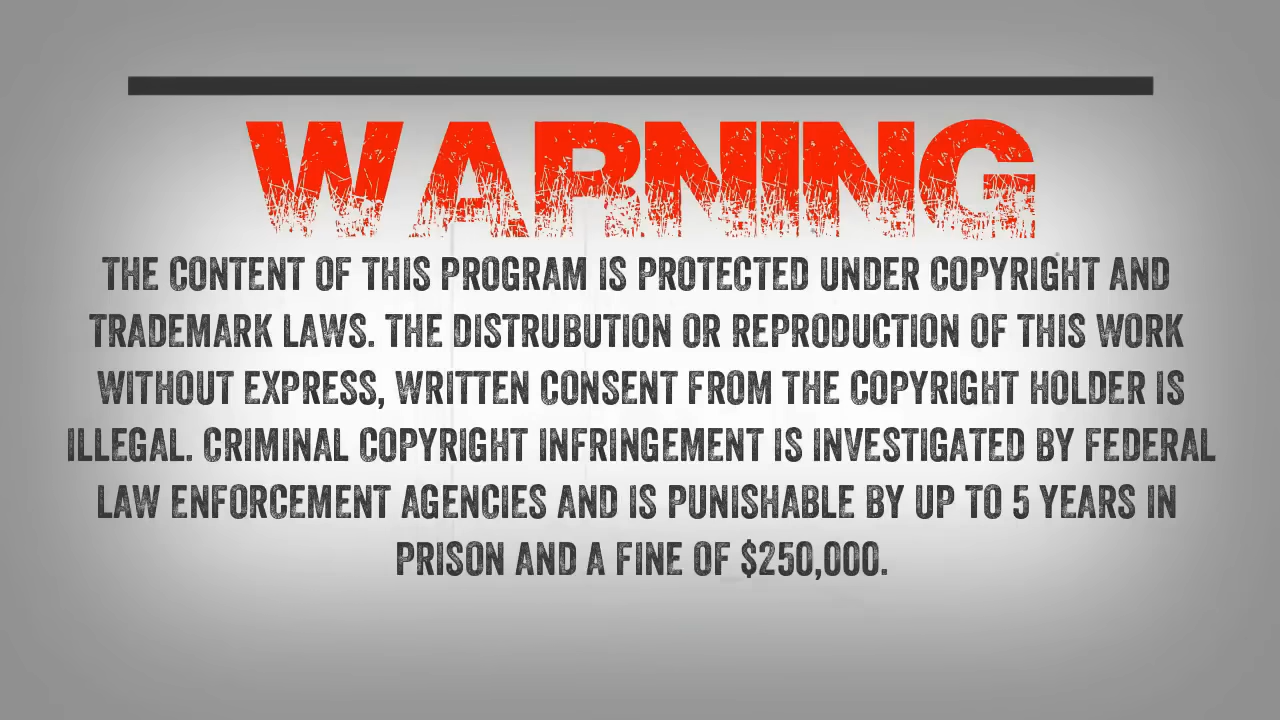 WARNING
THE CONTENT OF THIS PROGRAM IS PROTECTED UNDER COPYRIGHT AND
TRADEMARK LAWS. THE DISTRUBUTION OR REPRODUCTION OF THIS WORK
WITHOUT EXPRESS, WRITTEN CONSENT FROM THE COPYRIGHT HOLDER IS
ILLEGAL. CRIMINAL COPYRIGHT INFRINGEMENT IS INVESTIGATED BY FEDERAL
LAW ENFORCEMENT AGENCIES AND IS PUNISHABLE BY UP TO 5 YEARS IN
PRISON AND A FINE OF $250,000.